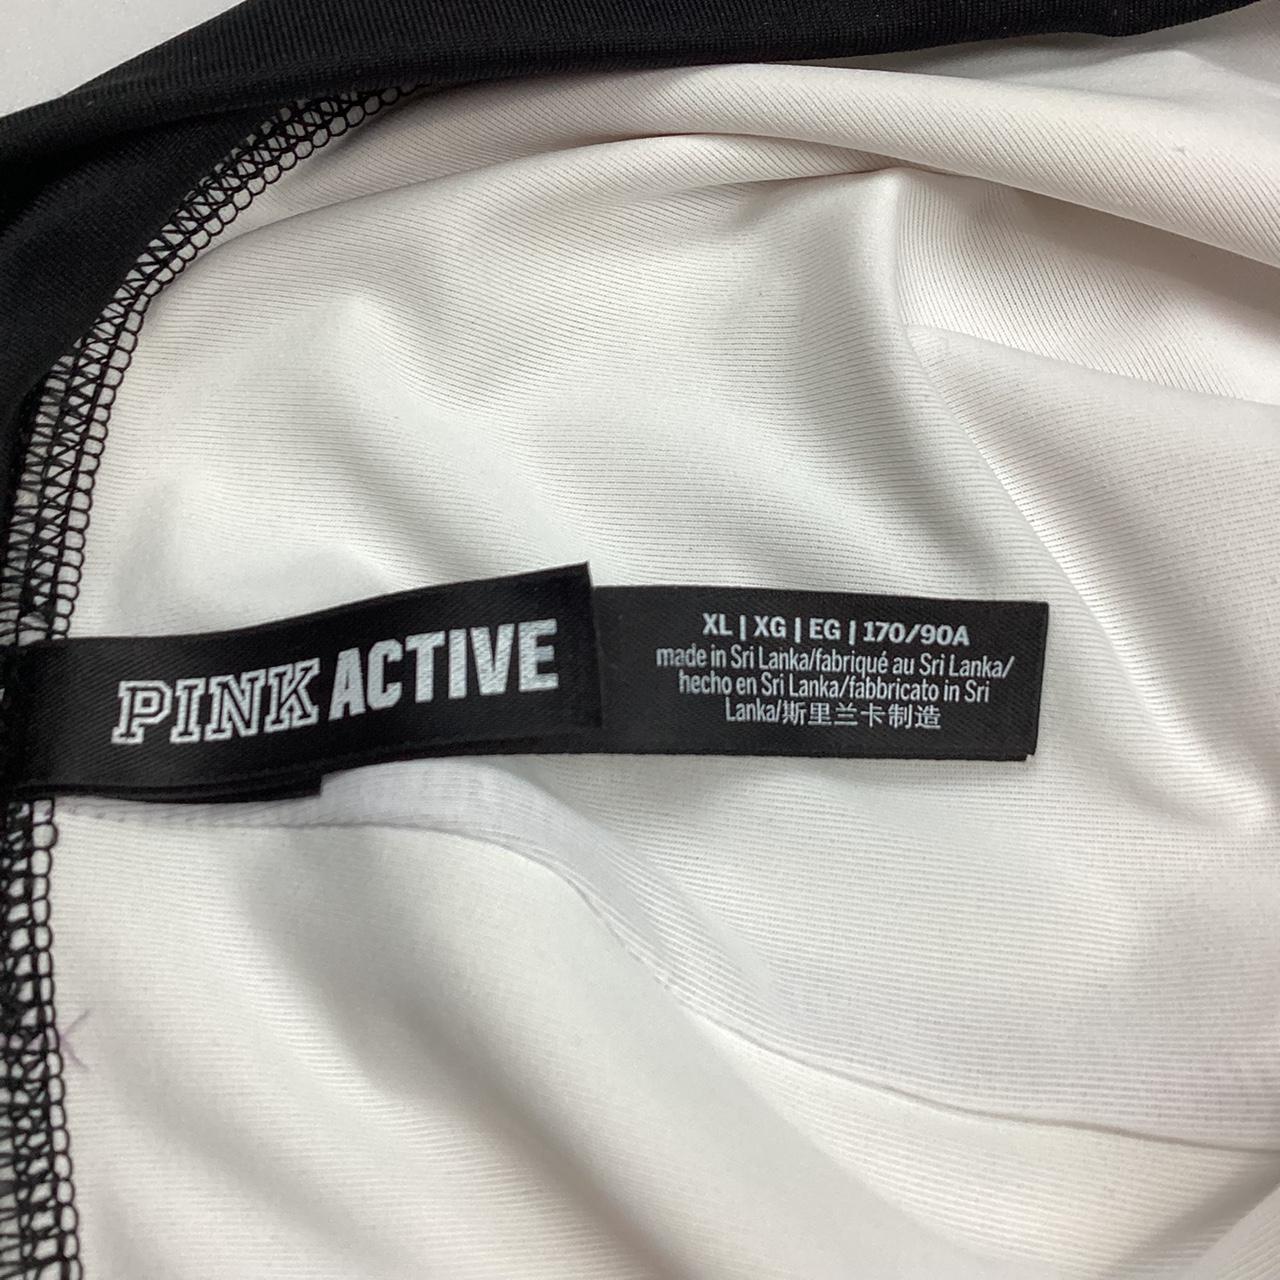 PINK ACTIVE
XL | XG | EG | 170/90A
made in Sri Lanka/fabriqué au Sri Lanka/
hecho en Sri Lanka/fabbricato in Sri
Lanka/斯里兰卡制造